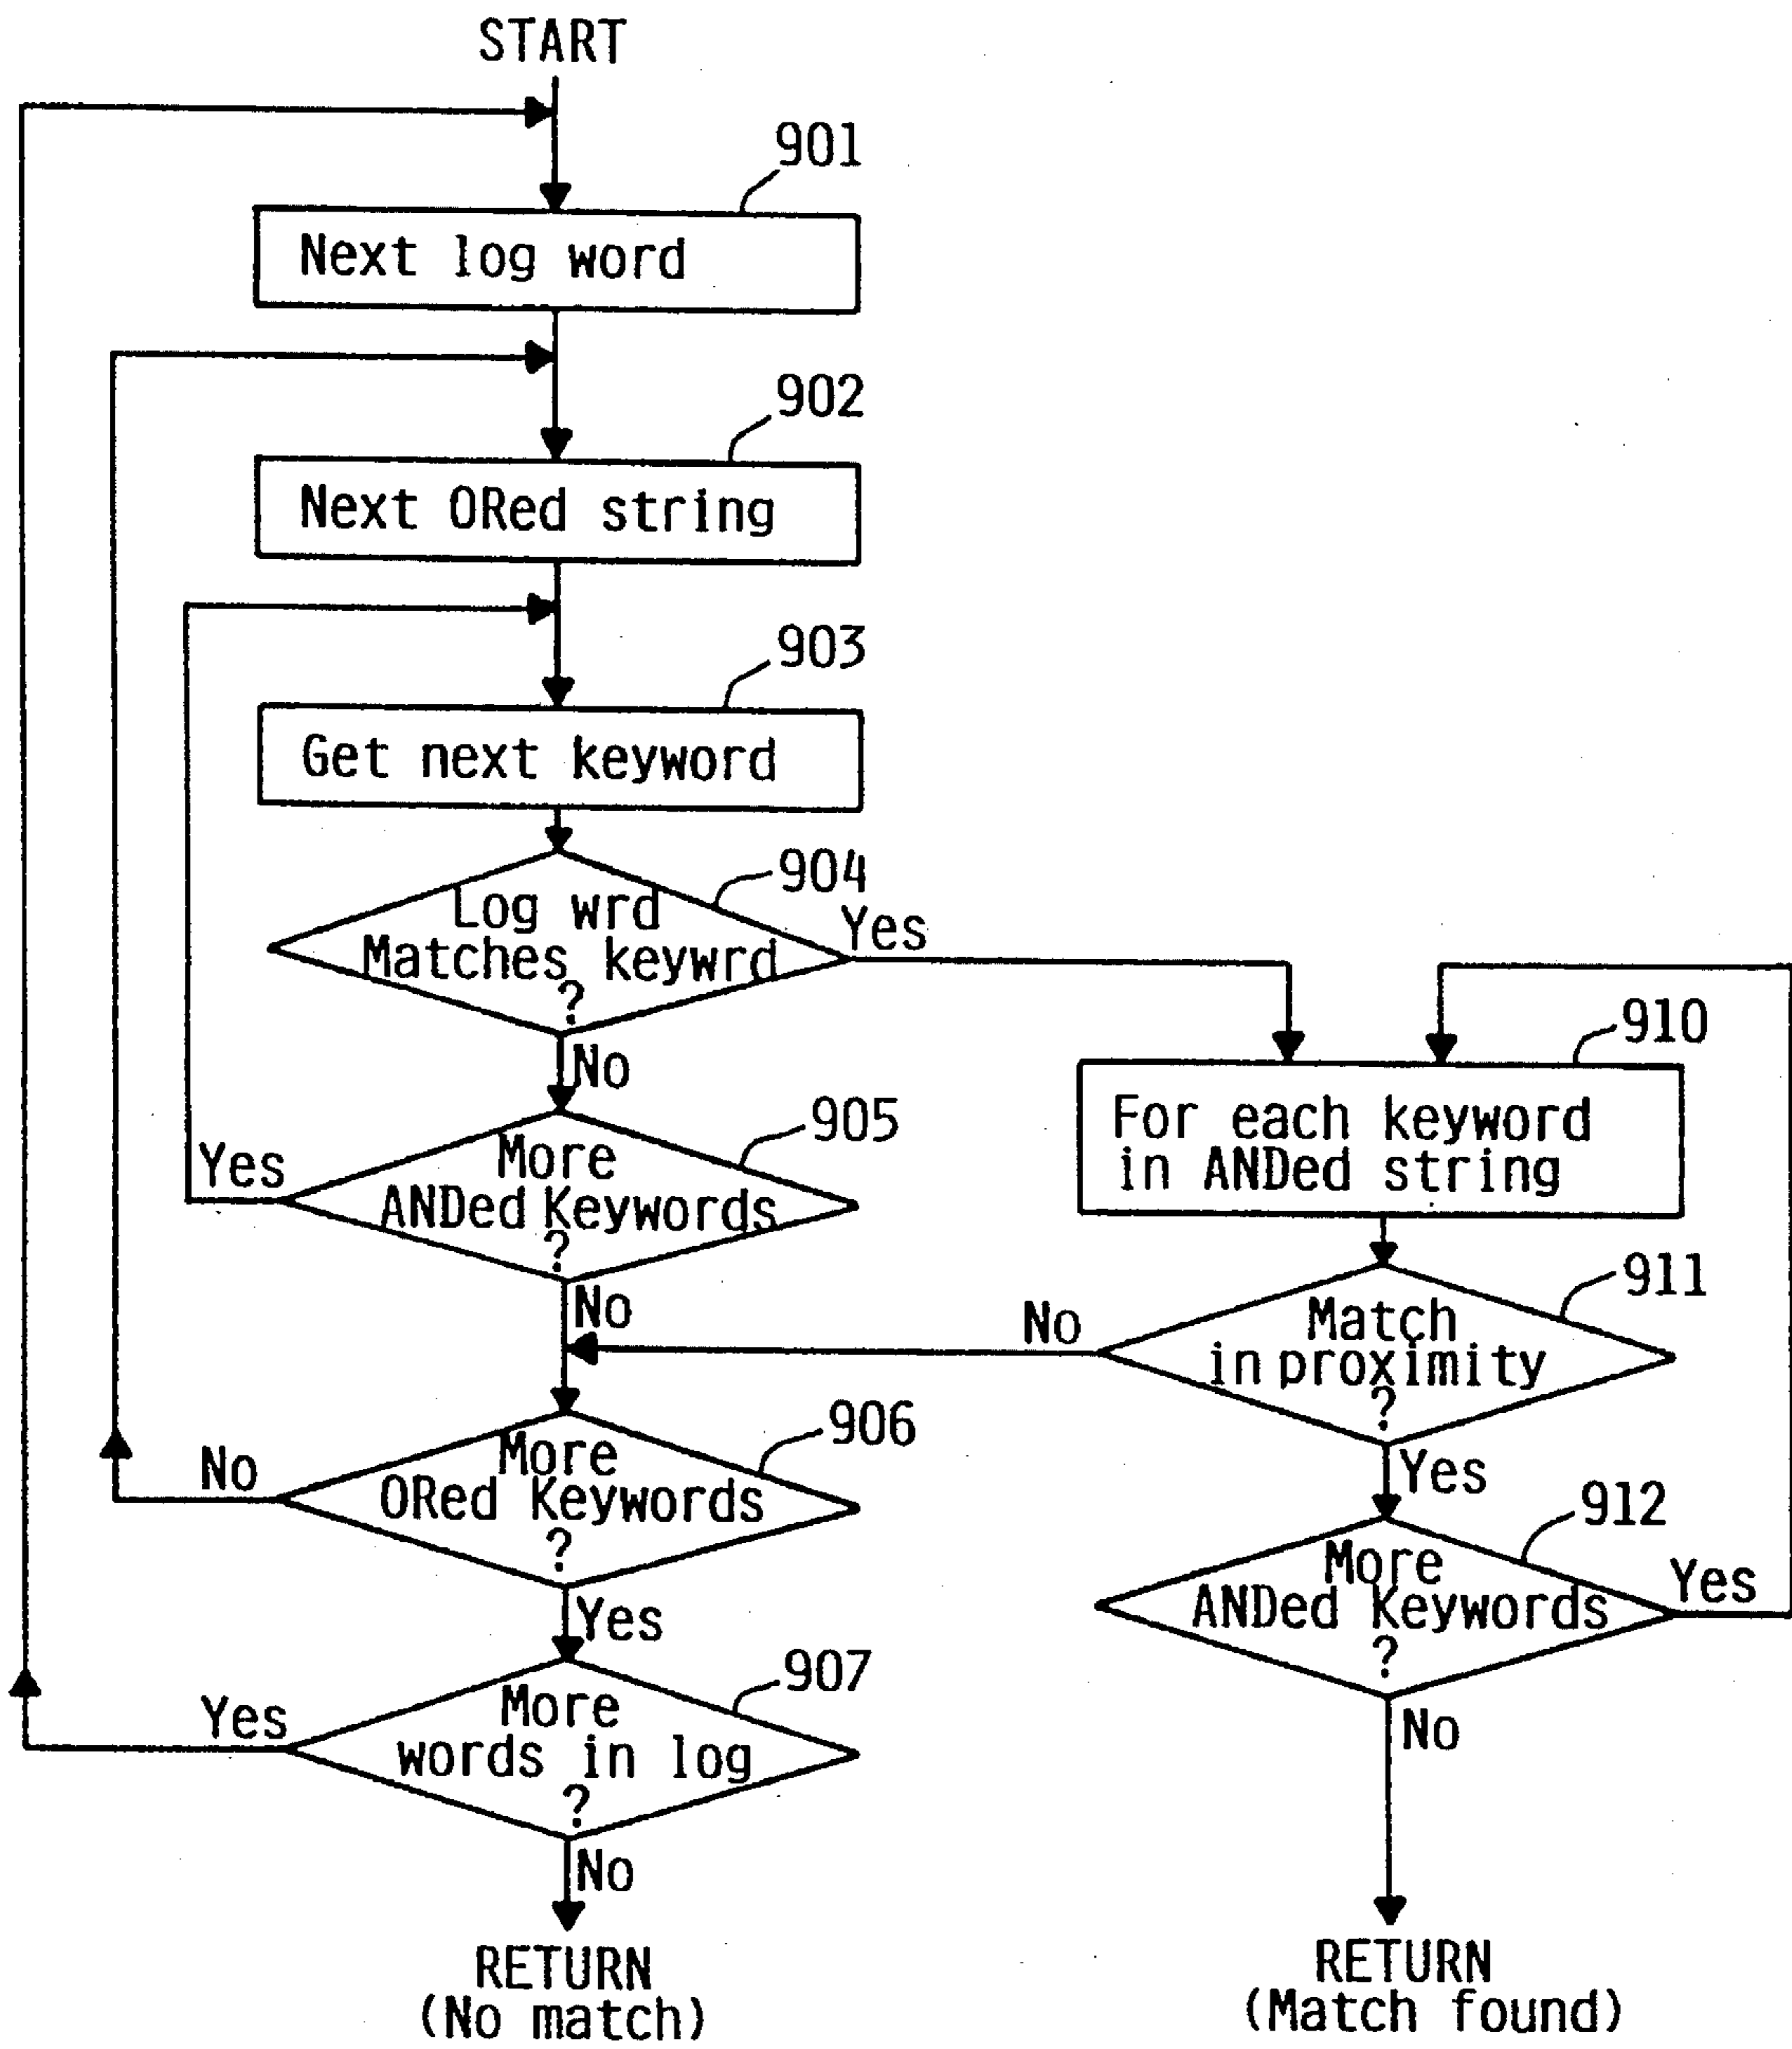 START
901
Next log word
902
Next ORed string
903
Get next keyword
904
Log wrd
Matches keywrd
?
Yes
No
905
More
ANDed Keywords
?
Yes
No
906
More
ORed Keywords
?
No
Yes
907
More
words in log
?
Yes
No
RETURN
(No match)
910
For each keyword
in ANDed string
911
Match
in proximity
?
No
Yes
912
More
ANDed Keywords
?
Yes
No
RETURN
(Match found)